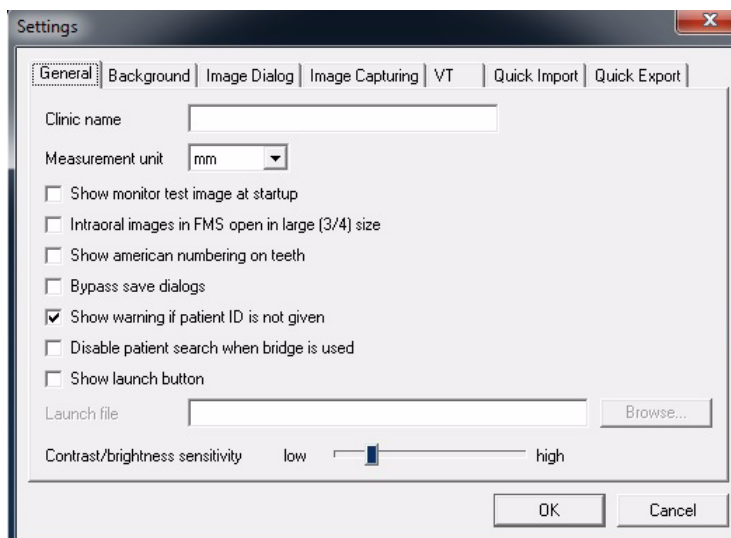 Settings
General Background Image Dialog Image Capturing VT Quick Import Quick Export
Clinic name
Measurement unit mm
Show monitor test image at startup
Intraoral images in FMS open in large (3/4) size
Show american numbering on teeth
Bypass save dialogs
Show warning if patient ID is not given
Disable patient search when bridge is used
Show launch button
Launch file Browse...
Contrast/brightness sensitivity low high
OK Cancel